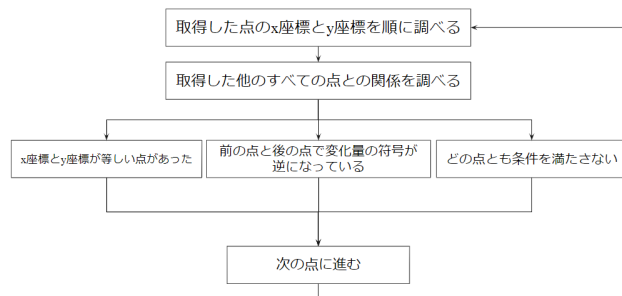 取得した点のx座標とy座標を順に調べる
取得した他のすべての点との関係を調べる
x座標とy座標が等しい点があった
前の点と後の点で変化量の符号が
逆になっている
どの点とも条件を満たさない
次の点に進む